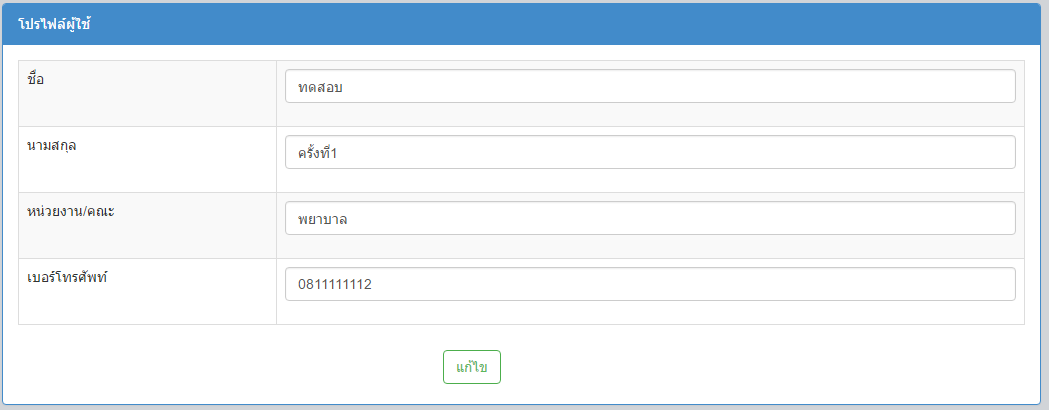 โปรไฟล์ผู้ใช้
ชื่อ
ทดสอบ
นามสกุล
ครั้งที่1
หน่วยงาน/คณะ
พยาบาล
เบอร์โทรศัพท์
0811111112
แก้ไข